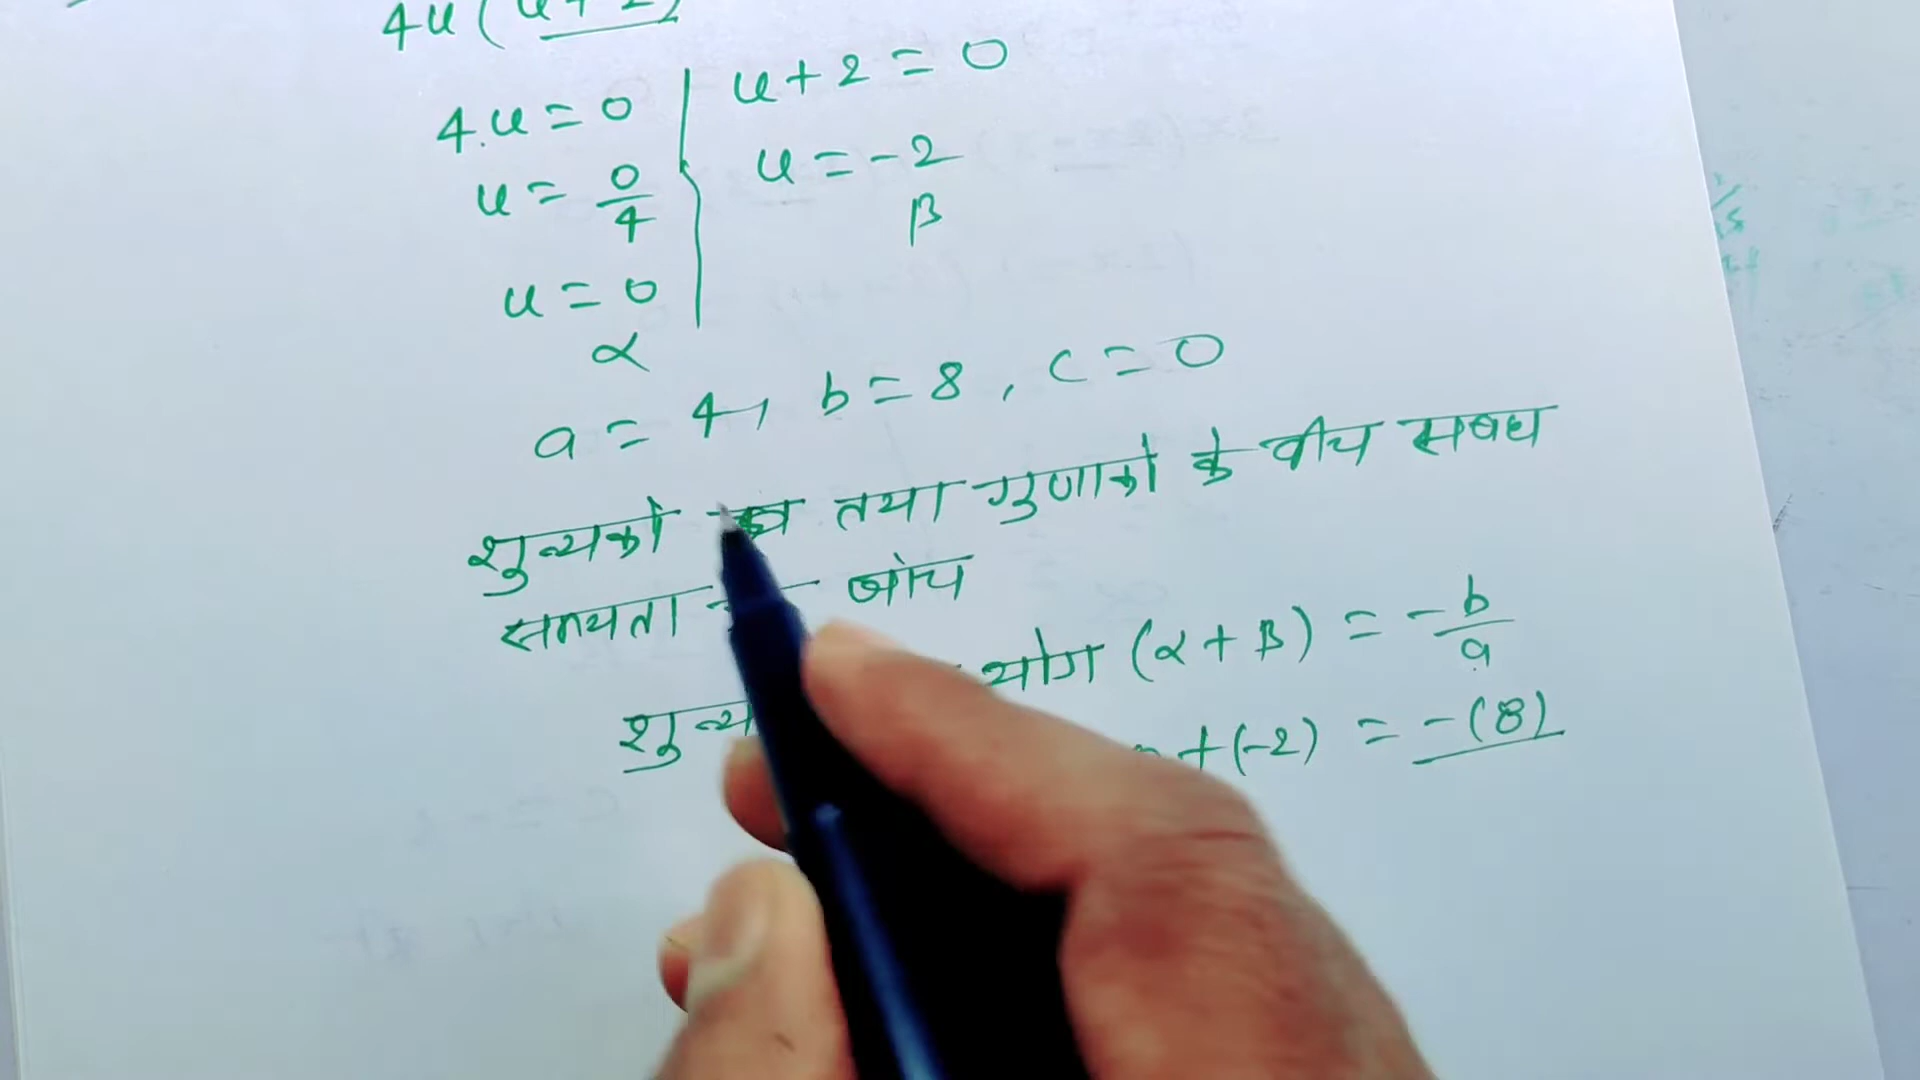 4u(u+2)
4.u=0 | u+2=0
u=0/4 | u=-2
β
u=0
α
a=4, b=8, c=0
शुन्यको तथा गुणाको के बीच सबध
सत्यता जाच
शुन्य योग (α+β) = -b/a
+(-2) = -(8)